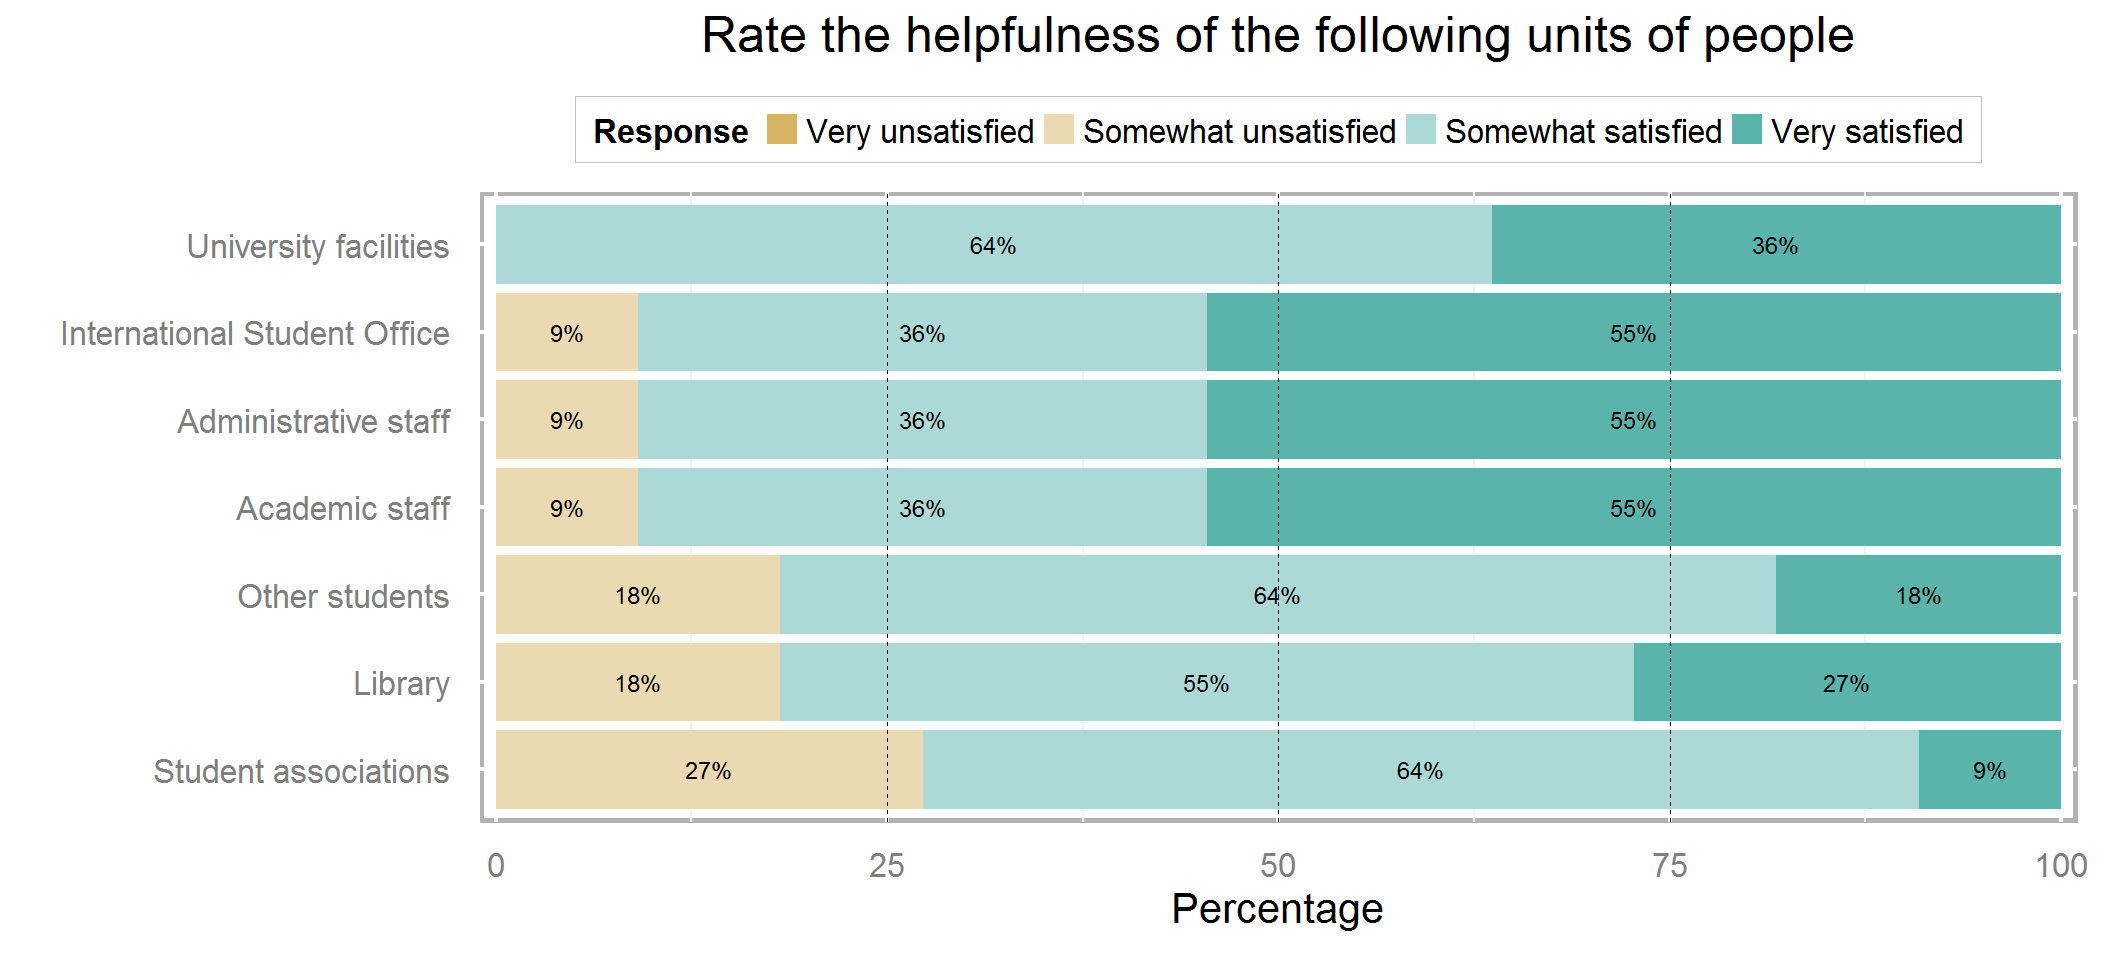 Rate the helpfulness of the following units of people
Response Very unsatisfied Somewhat unsatisfied Somewhat satisfied Very satisfied
University facilities 64% 36%
International Student Office 9% 36% 55%
Administrative staff 9% 36% 55%
Academic staff 9% 36% 55%
Other students 18% 64% 18%
Library 18% 55% 27%
Student associations 27% 64% 9%
0 25 50 75 100
Percentage